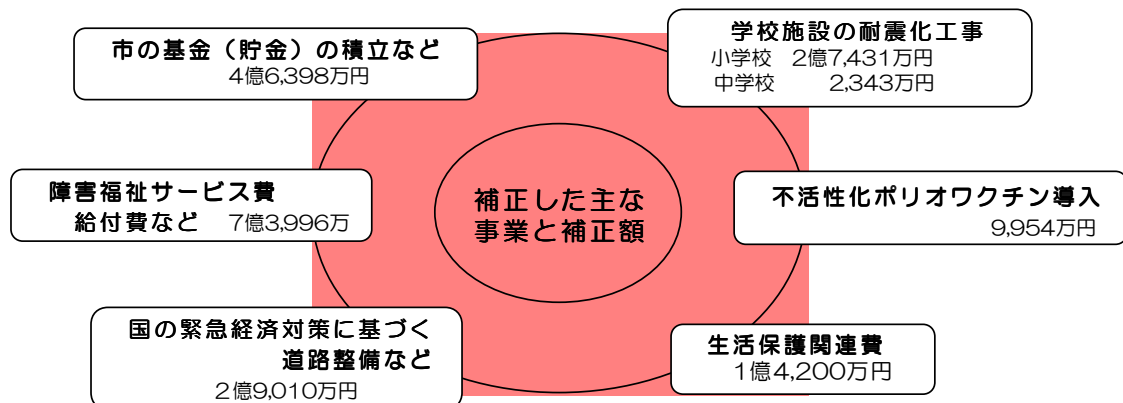 市の基金（貯金）の積立など
4億6,398万円
学校施設の耐震化工事
小学校　2億7,431万円
中学校　　　2,343万円
障害福祉サービス費
給付費など　7億3,996万
補正した主な
事業と補正額
不活性化ポリオワクチン導入
9,954万円
国の緊急経済対策に基づく
道路整備など
2億9,010万円
生活保護関連費
1億4,200万円